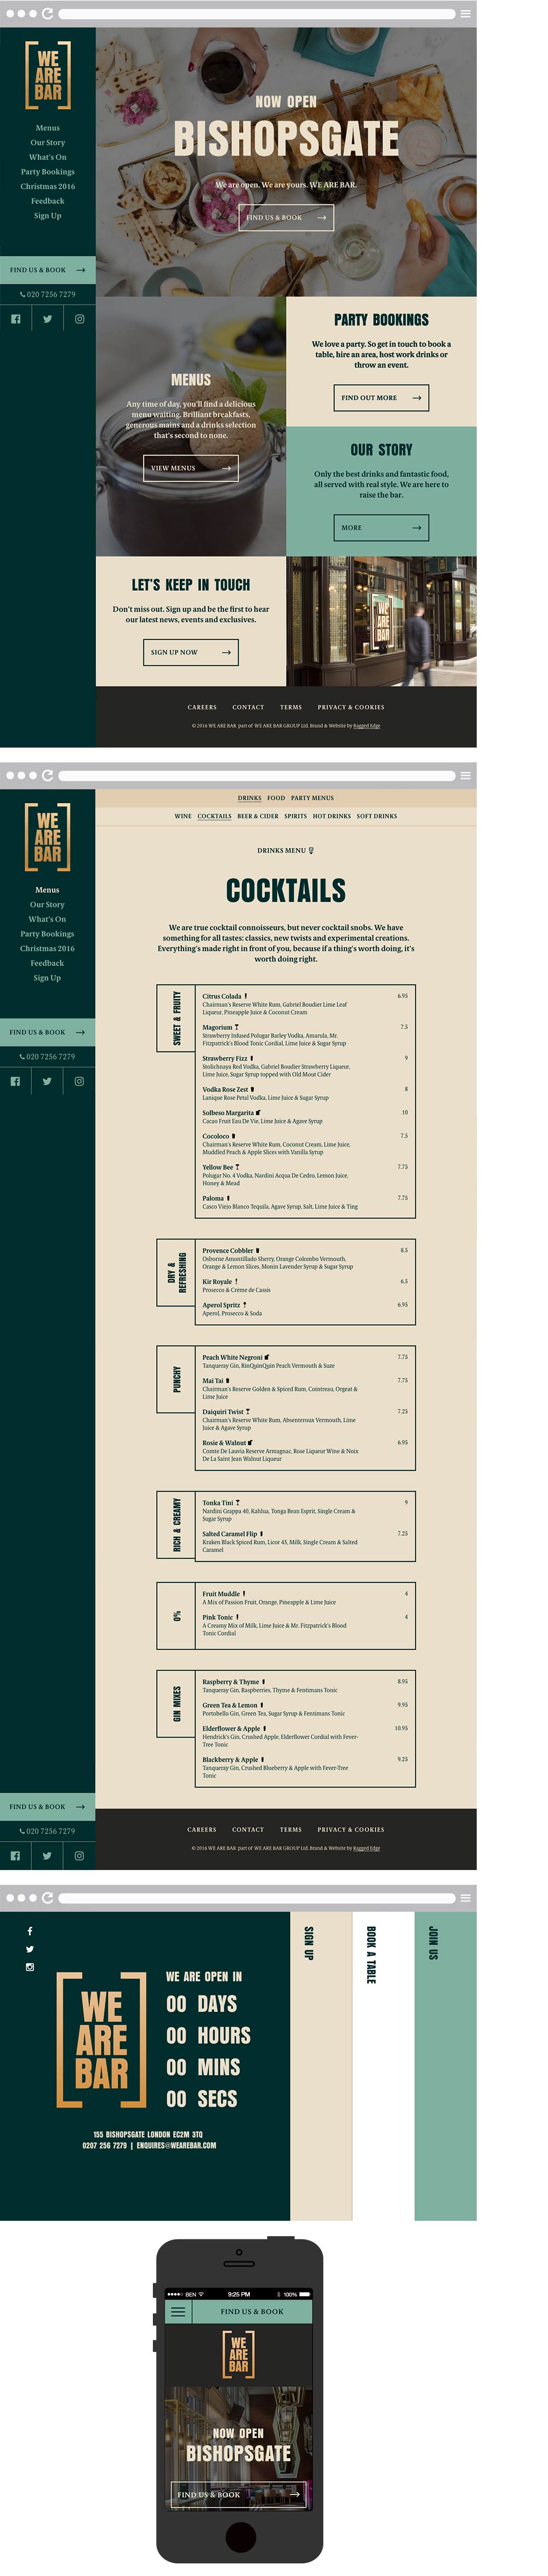 WE
ARE
BAR
Menus
Our Story
What's On
Party Bookings
Christmas 2016
Feedback
Sign Up
FIND US & BOOK
020 7256 7279
NOW OPEN
BISHOPSGATE
We are open. We are yours. WE ARE BAR.
FIND US & BOOK
MENUS
Any time of day, you'll find a delicious
menu waiting. Brilliant breakfasts,
generous mains and a drinks selection
that's second to none.
VIEW MENUS
PARTY BOOKINGS
We love a party. So get in touch to book a
table, hire an area, host work drinks or
throw an event.
FIND OUT MORE
OUR STORY
Only the best drinks and fantastic food,
all served with real style. We are here to
raise the bar.
MORE
LET'S KEEP IN TOUCH
Don't miss out. Sign up and be the first to hear
our latest news, events and exclusives.
SIGN UP NOW
WE
ARE
BAR
CAREERS CONTACT TERMS PRIVACY & COOKIES
© 2016 WE ARE BAR part of WE ARE BAR GROUP Ltd. Brand & Website by Ragged Edge
WE
ARE
BAR
Menus
Our Story
What's On
Party Bookings
Christmas 2016
Feedback
Sign Up
FIND US & BOOK
020 7256 7279
DRINKS FOOD PARTY MENUS
WINE COCKTAILS BEER & CIDER SPIRITS HOT DRINKS SOFT DRINKS
DRINKS MENU
COCKTAILS
We are true cocktail connoisseurs, but never cocktail snobs. We have
something for all tastes: classics, new twists and experimental creations.
Everything's made right in front of you, because if a thing's worth doing, it's
worth doing right.
SWEET & FRUITY
Citrus Colada 6.95
Chairman's Reserve White Rum, Gabriel Boudier Lime Leaf
Liqueur, Pineapple Juice & Coconut Cream
Magorium 7.5
Strawberry Infused Polugar Barley Vodka, Amarula, Mr.
Fitzpatrick's Blood Tonic Cordial, Lime Juice & Sugar Syrup
Strawberry Fizz 9
Stolichnaya Red Vodka, Gabriel Boudier Strawberry Liqueur,
Lime Juice, Sugar Syrup topped with Old Mout Cider
Vodka Rose Zest 8
Lanique Rose Petal Vodka, Lime Juice & Sugar Syrup
Solbeso Margarita 10
Cacao Fruit Eau De Vie, Lime Juice & Agave Syrup
Cocoloco 7.5
Chairman's Reserve White Rum, Coconut Cream, Lime Juice,
Muddled Peach & Apple Slices with Vanilla Syrup
Yellow Bee 7.75
Polugar No. 4 Vodka, Nardini Acqua De Cedro, Lemon Juice,
Honey & Mead
Paloma 7.75
Casco Viejo Blanco Tequila, Agave Syrup, Salt, Lime Juice & Ting
DRY &
REFRESHING
Provence Cobbler 8.5
Osborne Amontillado Sherry, Orange Colombo Vermouth,
Orange & Lemon Slices, Monin Lavender Syrup & Sugar Syrup
Kir Royale 6.5
Prosecco & Crème de Cassis
Aperol Spritz 6.95
Aperol, Prosecco & Soda
PUNCHY
Peach White Negroni 7.75
Tanqueray Gin, RinQuinQuin Peach Vermouth & Suze
Mai Tai 7.75
Chairman's Reserve Golden & Spiced Rum, Cointreau, Orgeat &
Lime Juice
Daiquiri Twist 7.25
Chairman's Reserve White Rum, Absenteroux Vermouth, Lime
Juice & Agave Syrup
Rosie & Walnut 6.95
Comte De Lauvia Reserve Armagnac, Rose Liqueur Wine & Noix
De La Saint Jean Walnut Liqueur
RICH & CREAMY
Tonka Tini 9
Nardini Grappa 40, Kahlua, Tonga Bean Esprit, Single Cream &
Sugar Syrup
Salted Caramel Flip 7.25
Kraken Black Spiced Rum, Licor 43, Milk, Single Cream & Salted
Caramel
0%
Fruit Muddle 4
A Mix of Passion Fruit, Orange, Pineapple & Lime Juice
Pink Tonic 4
A Creamy Mix of Milk, Lime Juice & Mr. Fitzpatrick's Blood
Tonic Cordial
GIN MIXES
Raspberry & Thyme 8.95
Tanqueray Gin, Raspberries, Thyme & Fentimans Tonic
Green Tea & Lemon 9.95
Portobello Gin, Green Tea, Sugar Syrup & Fentimans Tonic
Elderflower & Apple 10.95
Hendrick's Gin, Crushed Apple, Elderflower Cordial with Fever-
Tree Tonic
Blackberry & Apple 9.25
Tanqueray Gin, Crushed Blueberry & Apple with Fever-Tree
Tonic
FIND US & BOOK
020 7256 7279
CAREERS CONTACT TERMS PRIVACY & COOKIES
© 2016 WE ARE BAR part of WE ARE BAR GROUP Ltd. Brand & Website by Ragged Edge
WE
ARE
BAR
WE ARE OPEN IN
00 DAYS
00 HOURS
00 MINS
00 SECS
155 BISHOPSGATE LONDON EC2M 3TQ
0207 256 7279 | ENQUIRES@WEAREBAR.COM
SIGN UP
BOOK A TABLE
JOIN US
BEN 9:25 PM 100%
FIND US & BOOK
WE
ARE
BAR
NOW OPEN
BISHOPSGATE
FIND US & BOOK